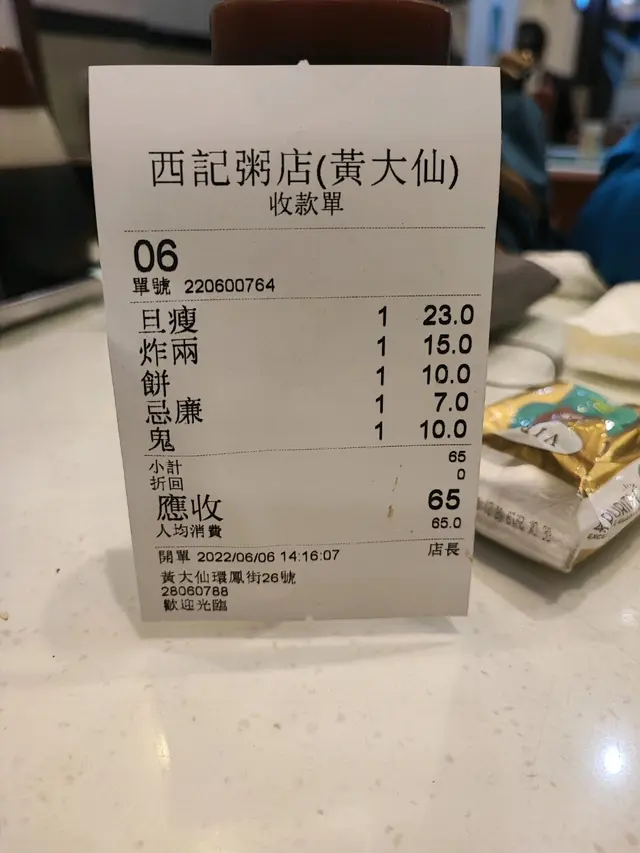 西記粥店(黃大仙)
收款單
06
單號 220600764
旦瘦 1 23.0
炸兩 1 15.0
餅 1 10.0
忌廉 1 7.0
鬼 1 10.0
小計 65
折回 0
應收 65
人均消費 65.0
開單 2022/06/06 14:16:07 店長
黃大仙環鳳街26號
28060788
歡迎光臨